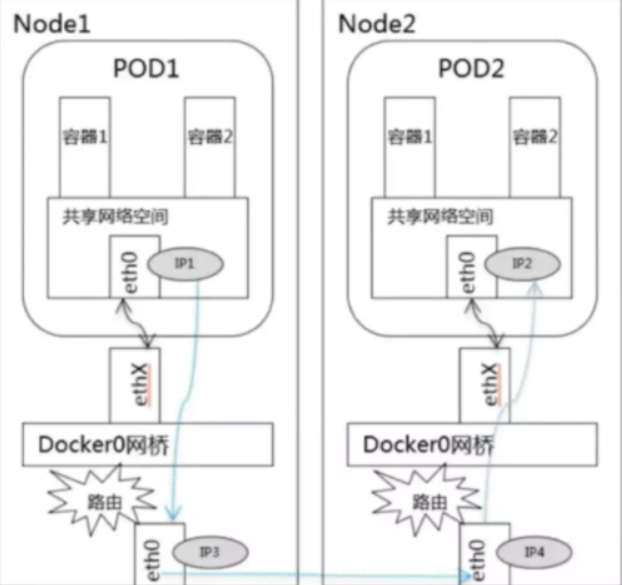 Node1
POD1
容器1
容器2
共享网络空间
eth0
IP1
ethX
Docker0网桥
路由
eth0
IP3
Node2
POD2
容器1
容器2
共享网络空间
eth0
IP2
ethX
Docker0网桥
路由
eth0
IP4